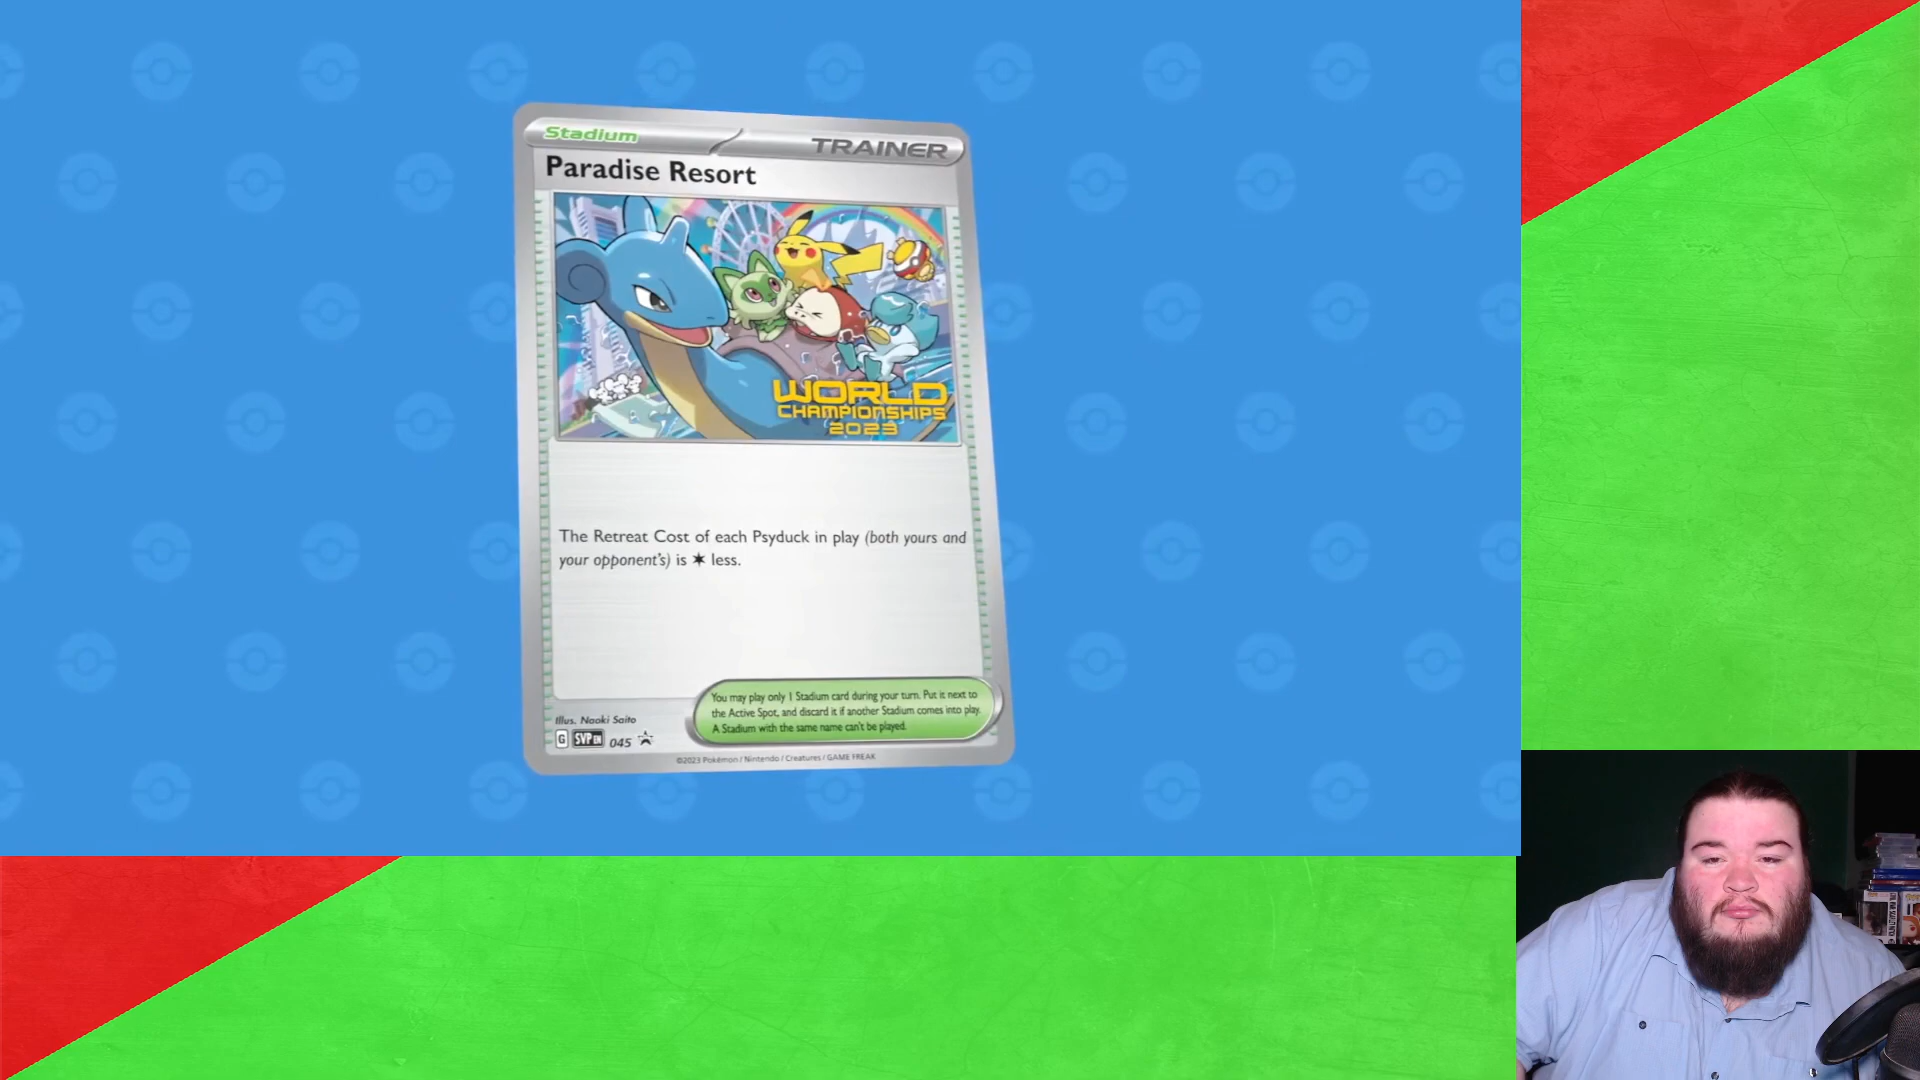 Stadium
TRAINER
Paradise Resort
WORLD
CHAMPIONSHIPS
2023
The Retreat Cost of each Psyduck in play (both yours and
your opponent's) is ✶ less.
You may play only 1 Stadium card during your turn. Put it next to
the Active Spot, and discard it if another Stadium comes into play.
A Stadium with the same name can't be played.
Illus. Naoki Saito
G SVP EN 045
©2023 Pokémon / Nintendo / Creatures / GAME FREAK